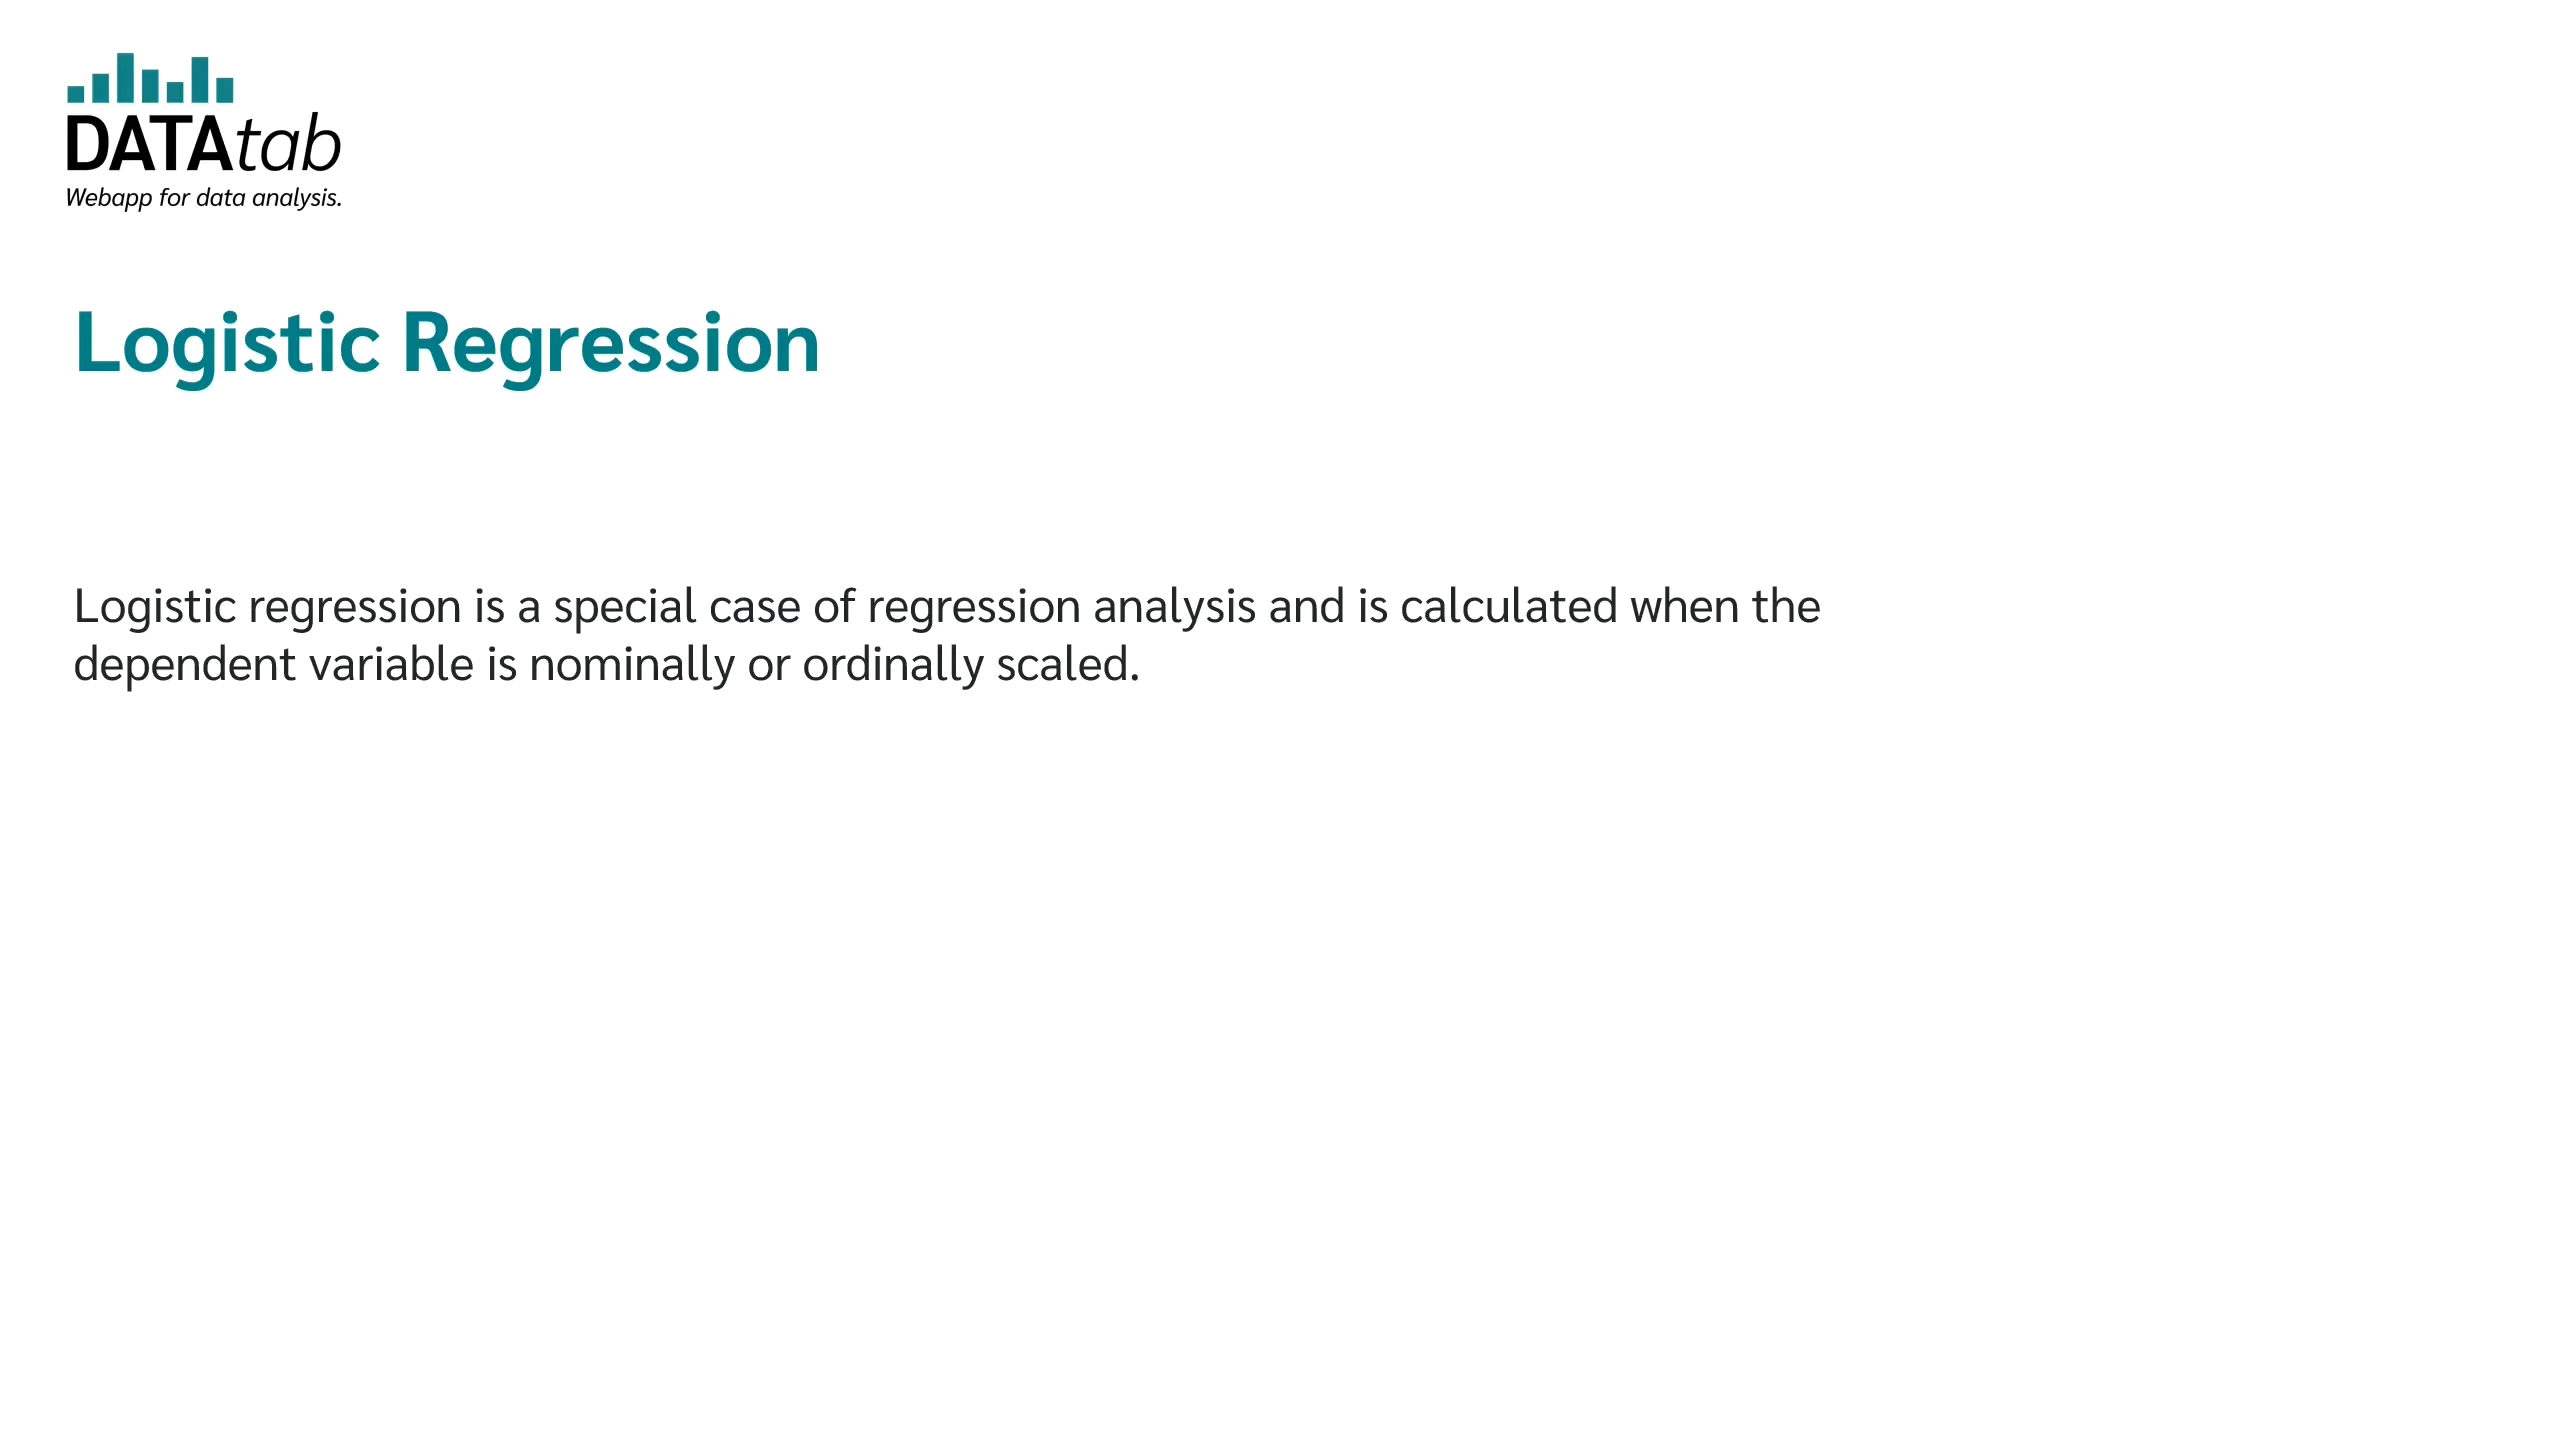 DATAtab
Webapp for data analysis.
Logistic Regression
Logistic regression is a special case of regression analysis and is calculated when the
dependent variable is nominally or ordinally scaled.